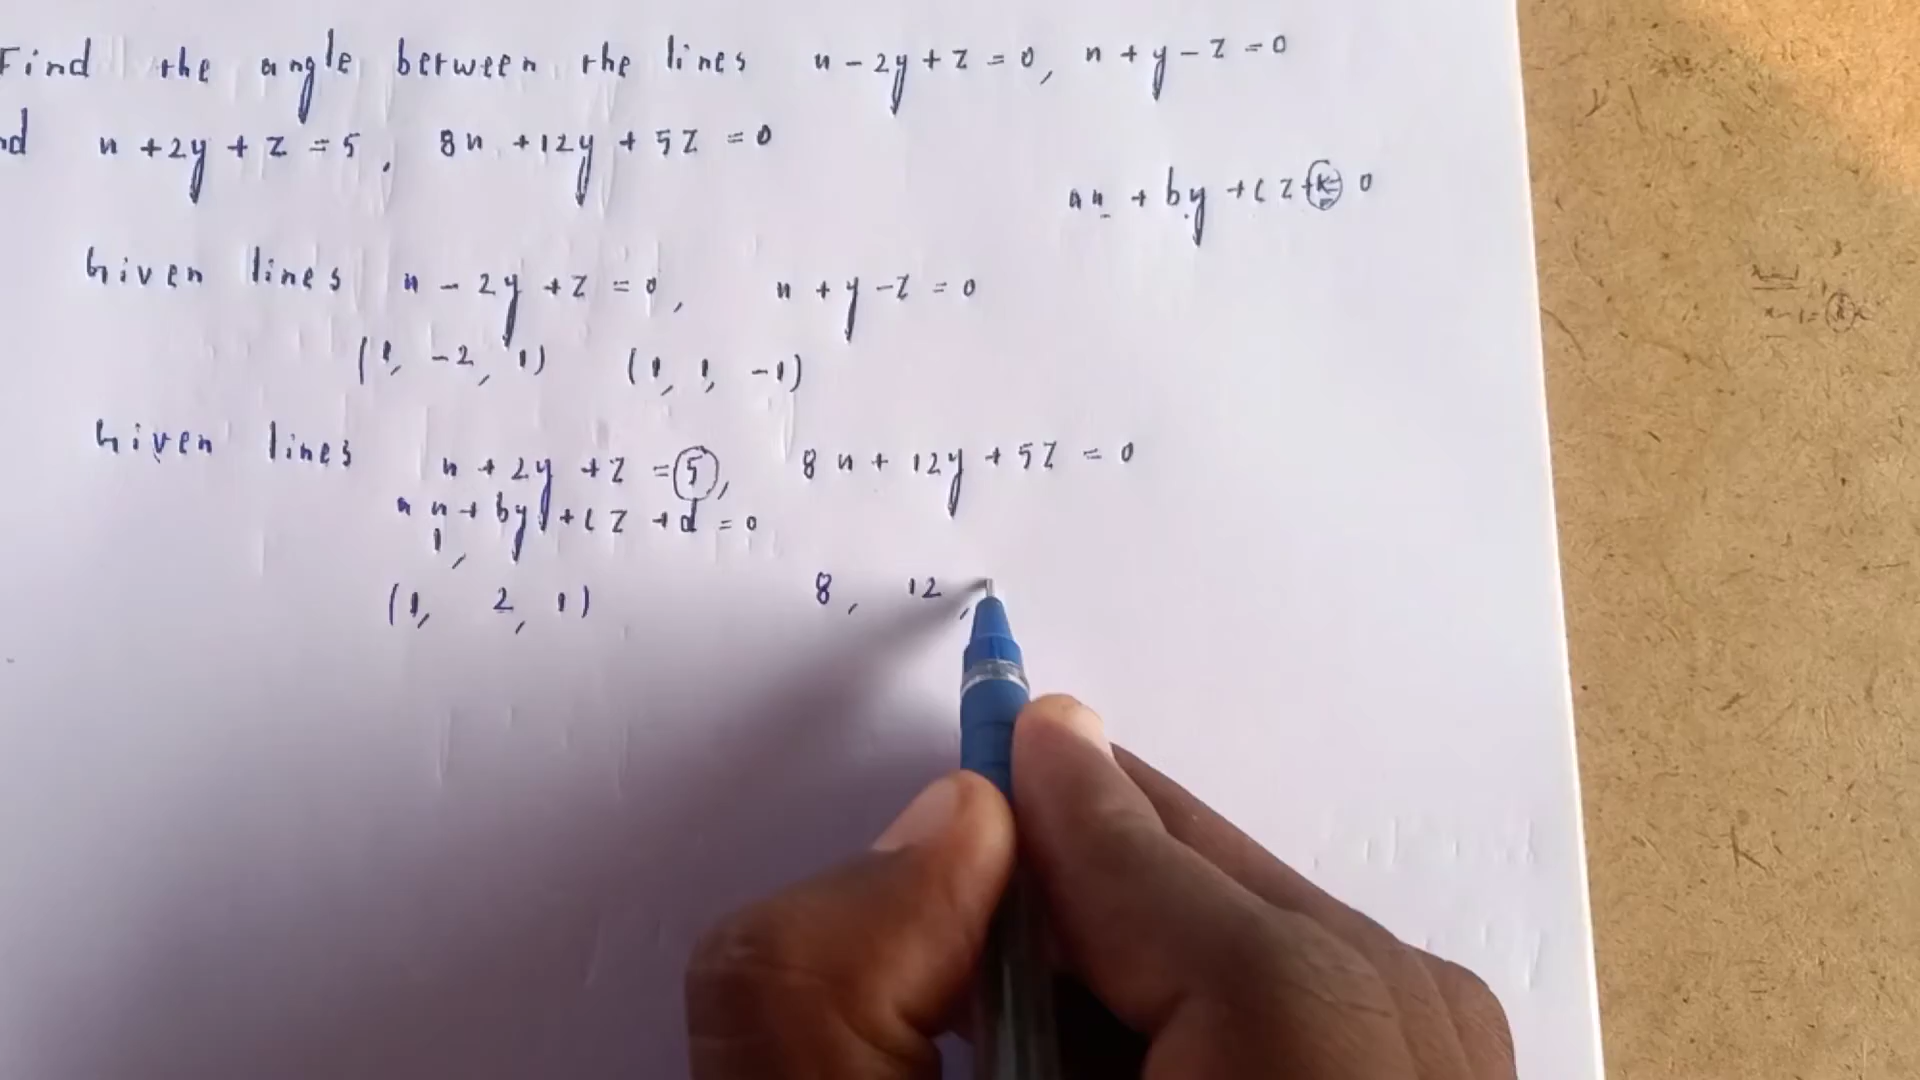 Find the angle between the lines x - 2y + z = 0, x + y - z = 0
nd x + 2y + z = 5, 8x + 12y + 5z = 0
ax + by + cz + k = 0
Given lines x - 2y + z = 0, x + y - z = 0
(1, -2, 1) (1, 1, -1)
Given lines x + 2y + z = 5, 8x + 12y + 5z = 0
ax + by + cz + d = 0
1,
(1, 2, 1) 8, 12,